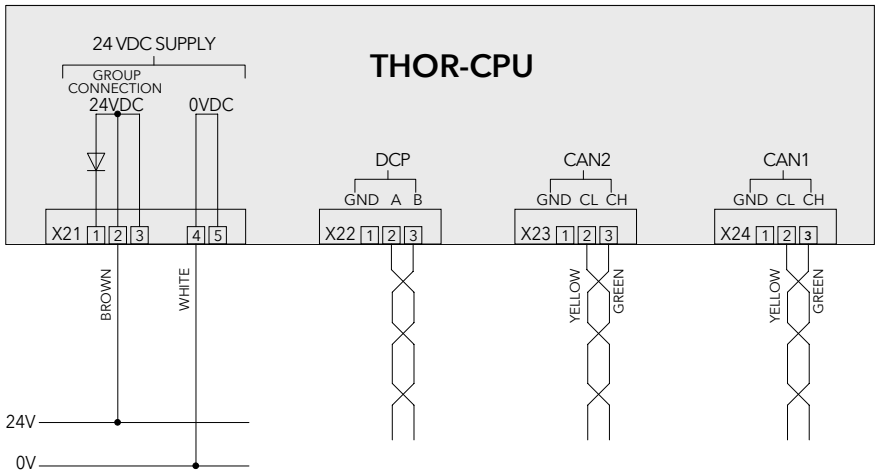 24 VDC SUPPLY
THOR-CPU
GROUP
CONNECTION
24VDC
0VDC
DCP
CAN2
CAN1
GND A B
GND CL CH
GND CL CH
X21 1 2 3 4 5
X22 1 2 3
X23 1 2 3
X24 1 2 3
BROWN
WHITE
YELLOW
GREEN
YELLOW
GREEN
24V
0V